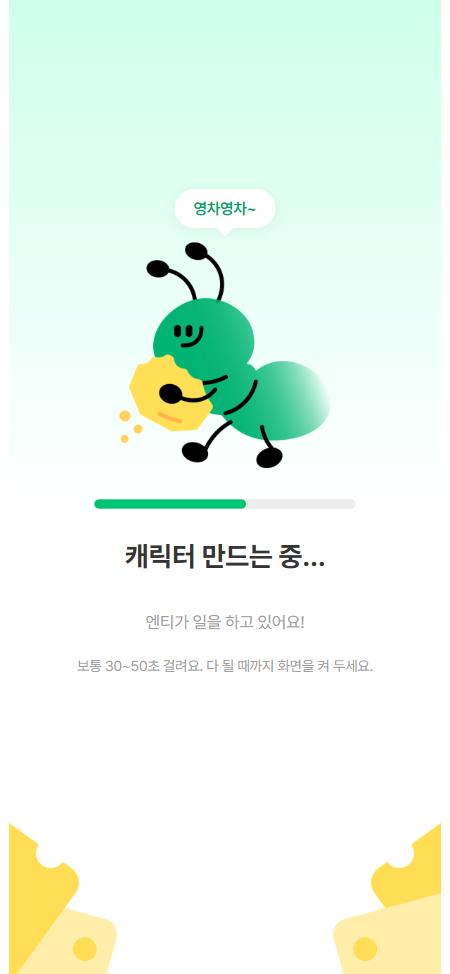 영차영차~
캐릭터 만드는 중...
엔티가 일을 하고 있어요!
보통 30~50초 걸려요. 다 될 때까지 화면을 켜 두세요.